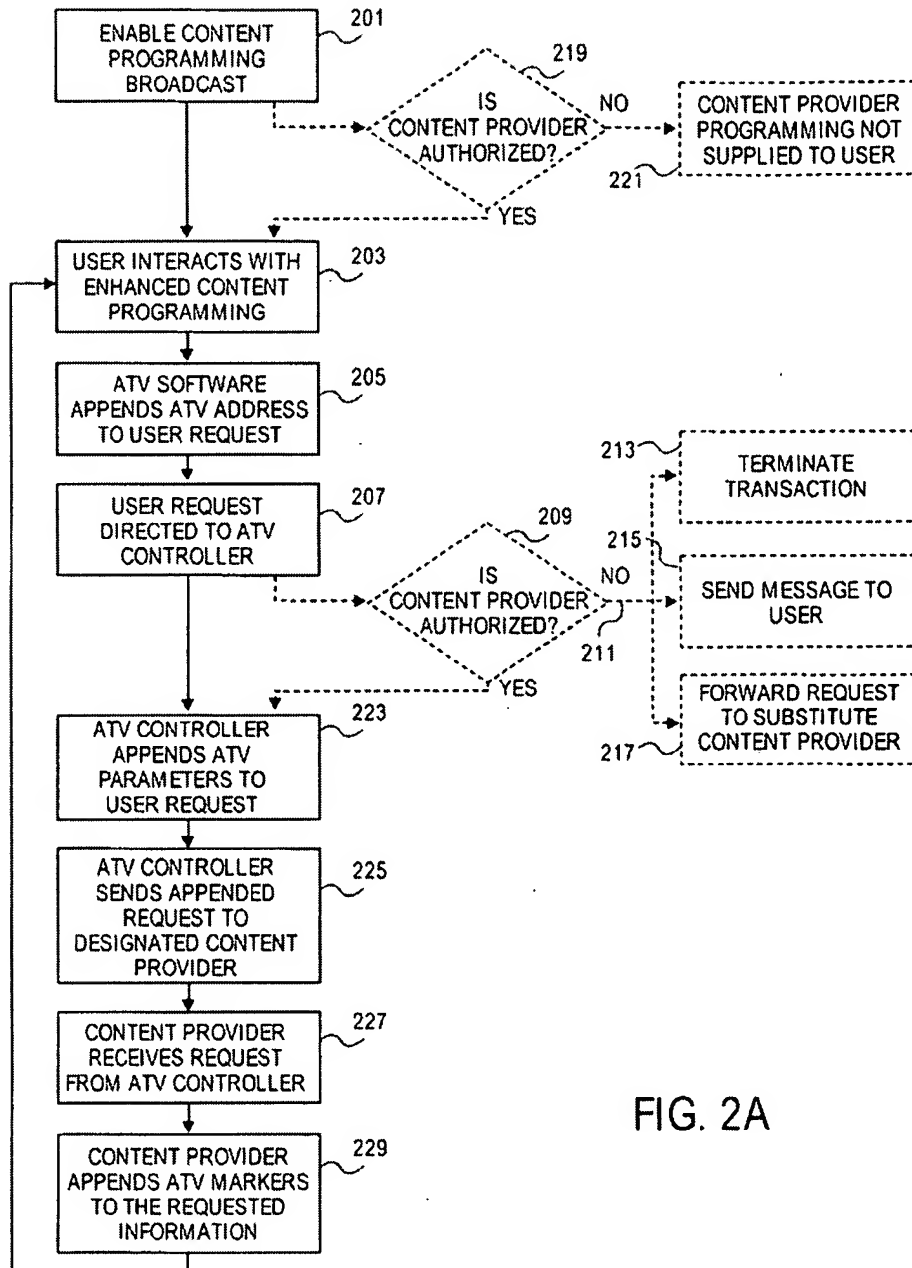 201
ENABLE CONTENT
PROGRAMMING
BROADCAST
219
IS
CONTENT PROVIDER
AUTHORIZED?
NO
CONTENT PROVIDER
PROGRAMMING NOT
SUPPLIED TO USER
221
YES
203
USER INTERACTS WITH
ENHANCED CONTENT
PROGRAMMING
205
ATV SOFTWARE
APPENDS ATV ADDRESS
TO USER REQUEST
207
USER REQUEST
DIRECTED TO ATV
CONTROLLER
209
IS
CONTENT PROVIDER
AUTHORIZED?
NO
211
YES
213
TERMINATE
TRANSACTION
215
SEND MESSAGE TO
USER
FORWARD REQUEST
TO SUBSTITUTE
CONTENT PROVIDER
217
223
ATV CONTROLLER
APPENDS ATV
PARAMETERS TO
USER REQUEST
225
ATV CONTROLLER
SENDS APPENDED
REQUEST TO
DESIGNATED CONTENT
PROVIDER
227
CONTENT PROVIDER
RECEIVES REQUEST
FROM ATV CONTROLLER
229
CONTENT PROVIDER
APPENDS ATV MARKERS
TO THE REQUESTED
INFORMATION
FIG. 2A